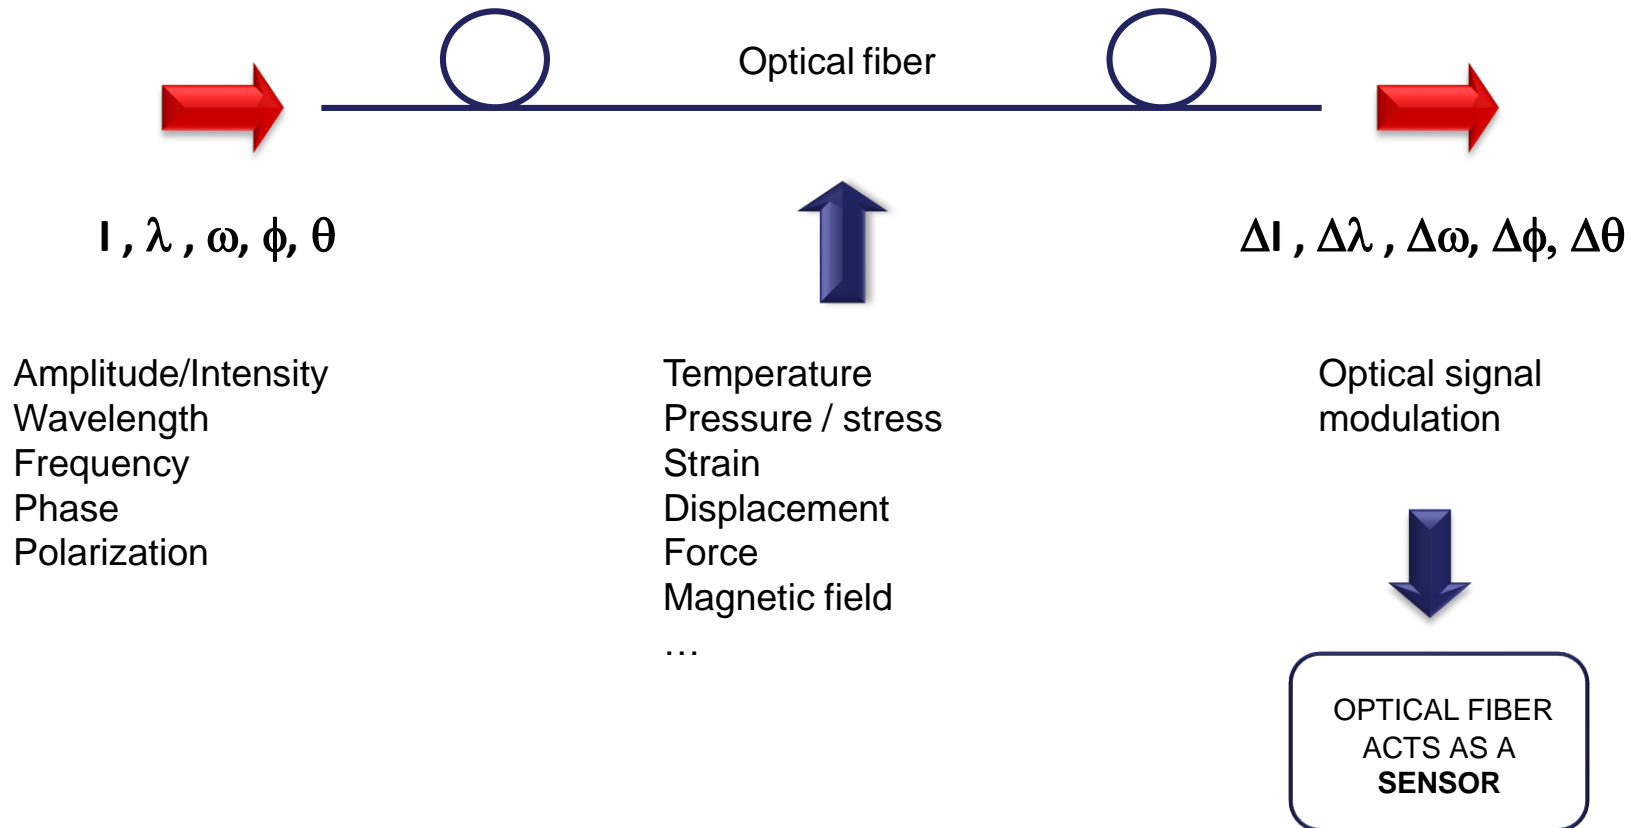 Optical fiber
I , λ , ω, ϕ, θ
ΔI , Δλ , Δω, Δϕ, Δθ
Amplitude/Intensity
Wavelength
Frequency
Phase
Polarization
Temperature
Pressure / stress
Strain
Displacement
Force
Magnetic field
…
Optical signal
modulation
OPTICAL FIBER
ACTS AS A
SENSOR